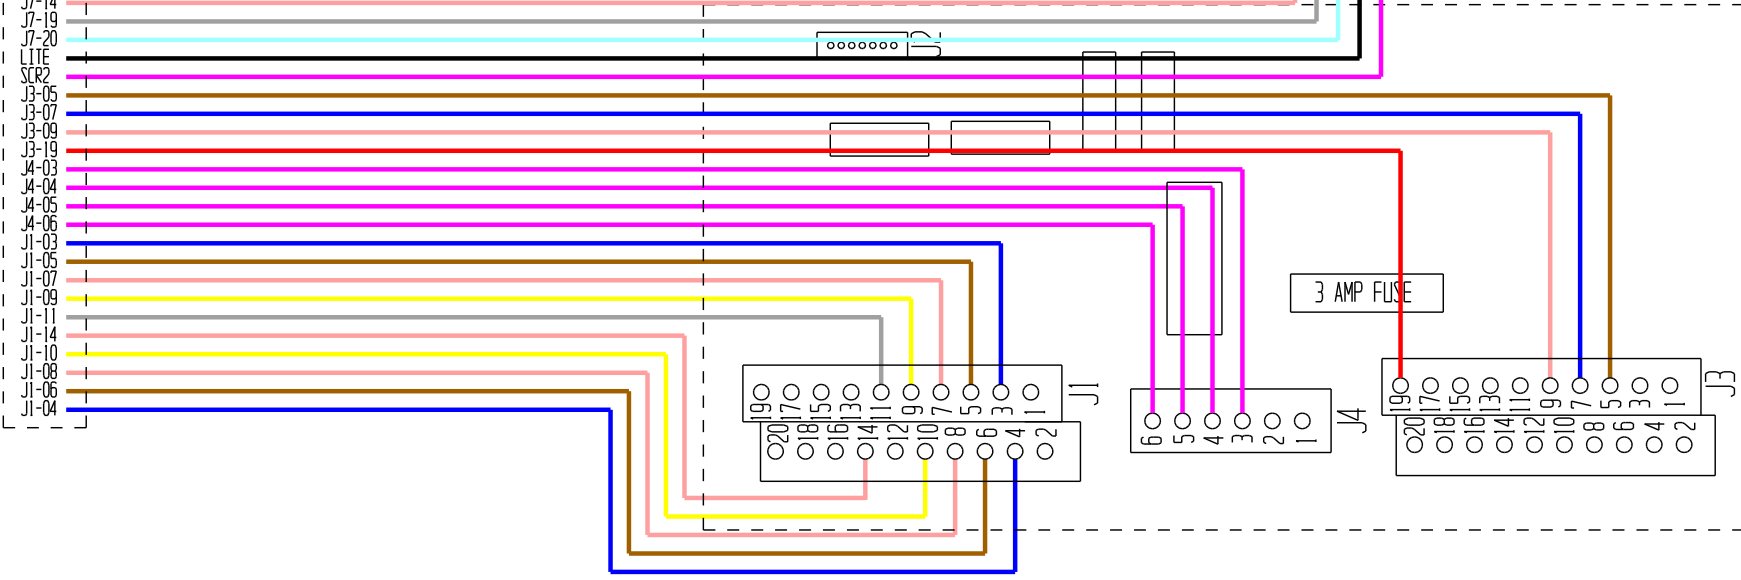 J7-14
J7-19
J7-20
LITE
SCR2
J3-05
J3-07
J3-09
J3-19
J4-03
J4-04
J4-05
J4-06
J1-03
J1-05
J1-07
J1-09
J1-11
J1-14
J1-10
J1-08
J1-06
J1-04
J2
3 AMP FUSE
19 17 15 13 11 9 7 5 3 1
20 18 16 14 12 10 8 6 4 2
J1
6 5 4 3 2 1
J4
19 17 15 13 11 9 7 5 3 1
20 18 16 14 12 10 8 6 4 2
J3